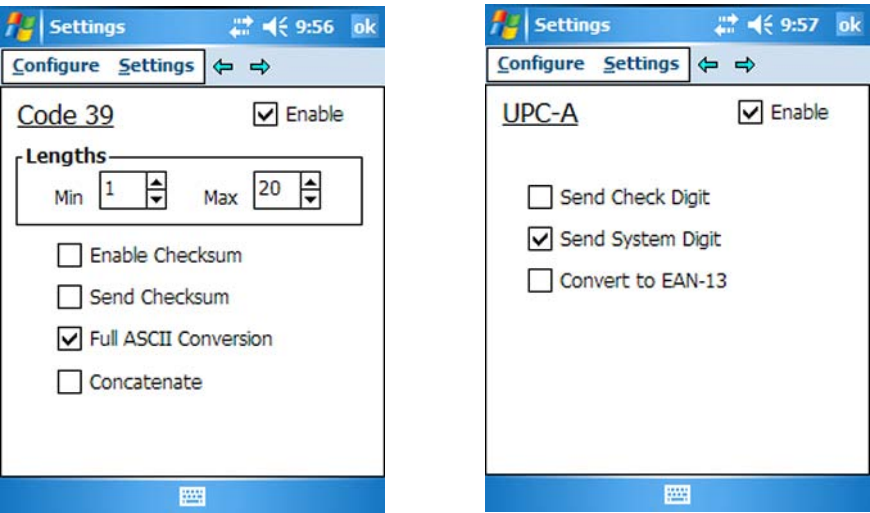 Settings 9:56 ok
Configure Settings
Code 39 Enable
Lengths
Min 1 Max 20
Enable Checksum
Send Checksum
Full ASCII Conversion
Concatenate
Settings 9:57 ok
Configure Settings
UPC-A Enable
Send Check Digit
Send System Digit
Convert to EAN-13